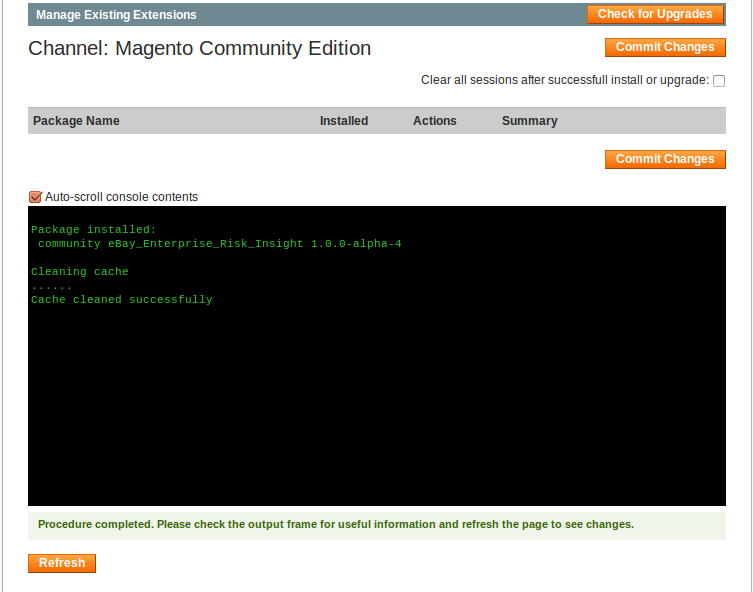 Manage Existing Extensions
Check for Upgrades
Channel: Magento Community Edition
Commit Changes
Clear all sessions after successfull install or upgrade:
Package Name Installed Actions Summary
Commit Changes
Auto-scroll console contents
Package installed:
community eBay_Enterprise_Risk_Insight 1.0.0-alpha-4
Cleaning cache
......
Cache cleaned successfully
Procedure completed. Please check the output frame for useful information and refresh the page to see changes.
Refresh